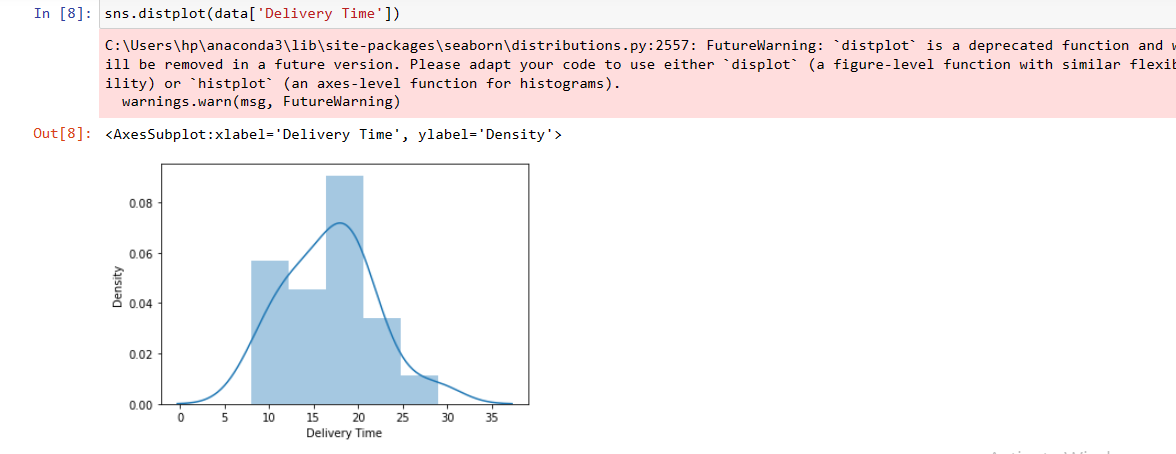 In [8]: sns.distplot(data['Delivery Time'])
C:\Users\hp\anaconda3\lib\site-packages\seaborn\distributions.py:2557: FutureWarning: `distplot` is a deprecated function and w
ill be removed in a future version. Please adapt your code to use either `displot` (a figure-level function with similar flexib
ility) or `histplot` (an axes-level function for histograms).
warnings.warn(msg, FutureWarning)
Out[8]: <AxesSubplot:xlabel='Delivery Time', ylabel='Density'>
0.08
0.06
Density
0.04
0.02
0.00
0 5 10 15 20 25 30 35
Delivery Time